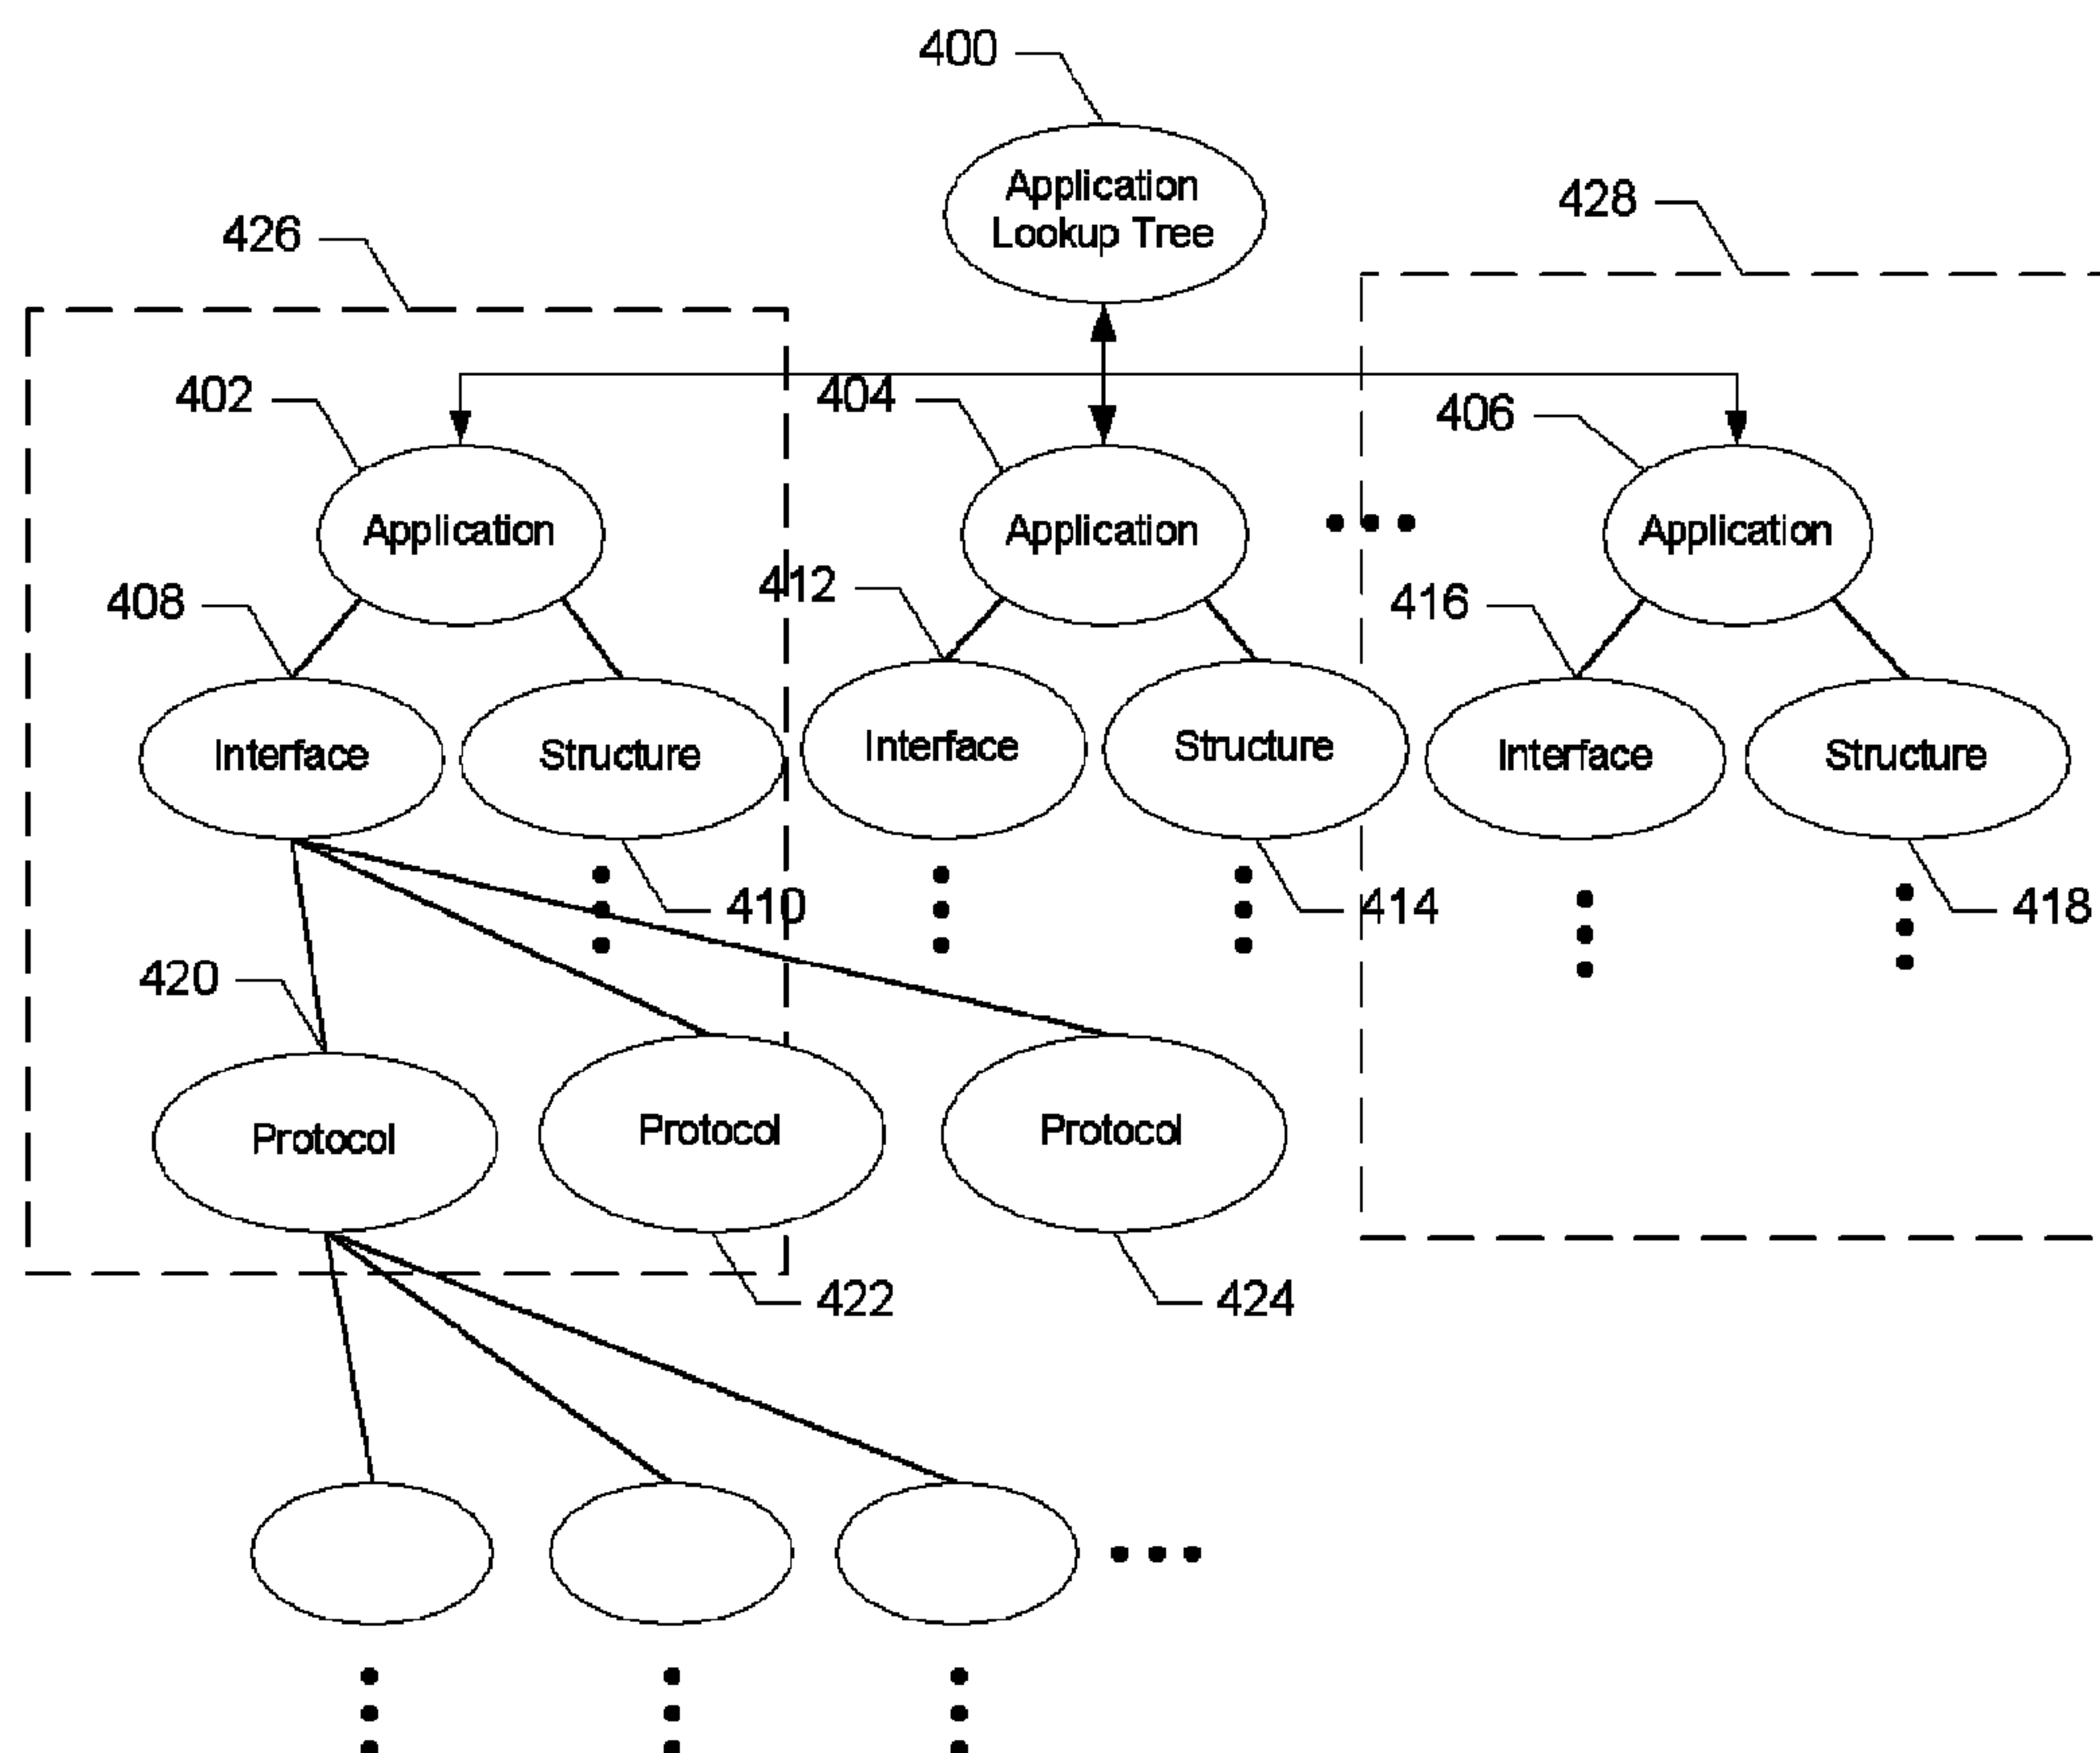 400
Application
Lookup Tree
426
428
402
404
406
Application
Application
Application
408
412
416
Interface
Structure
Interface
Structure
Interface
Structure
410
414
418
420
Protocol
Protocol
Protocol
422
424